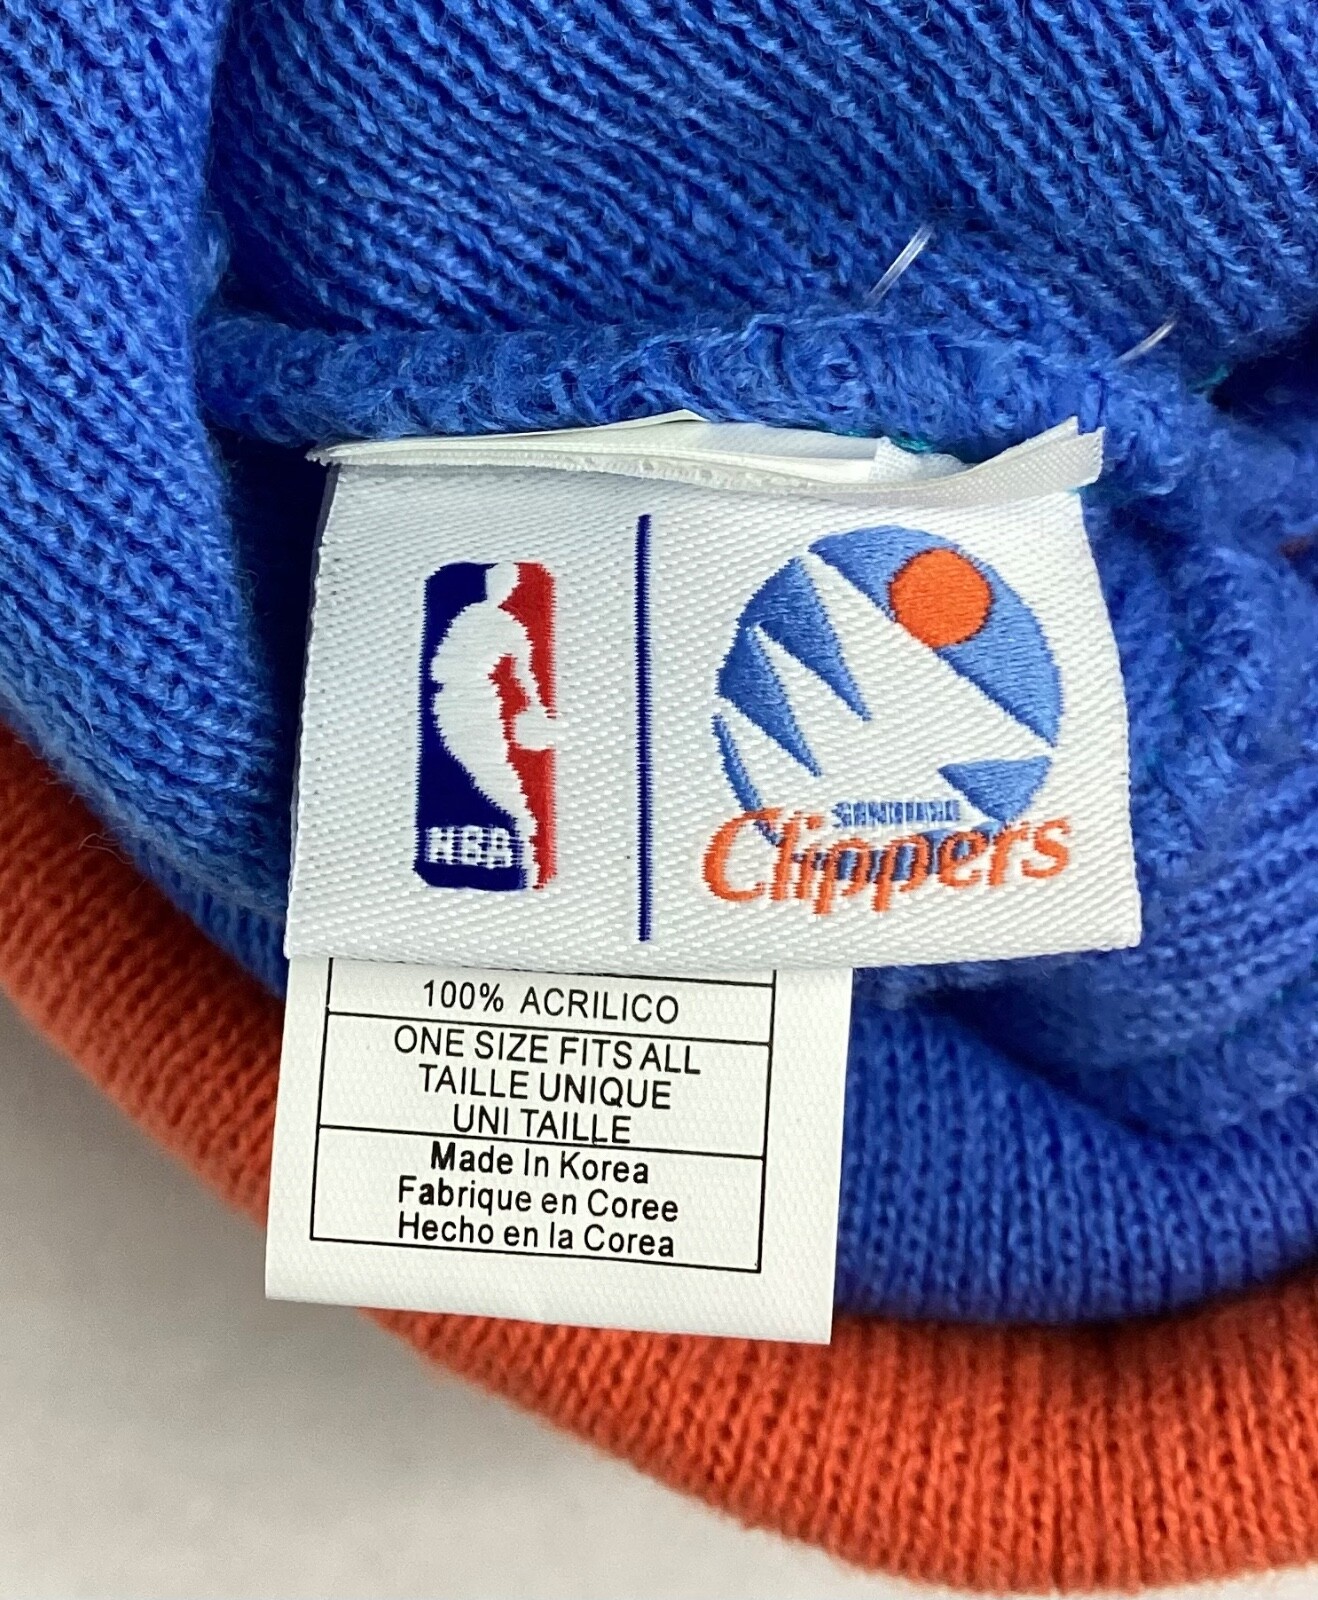 NBA
Clippers
100% ACRILICO
ONE SIZE FITS ALL
TAILLE UNIQUE
UNI TAILLE
Made In Korea
Fabrique en Coree
Hecho en la Corea